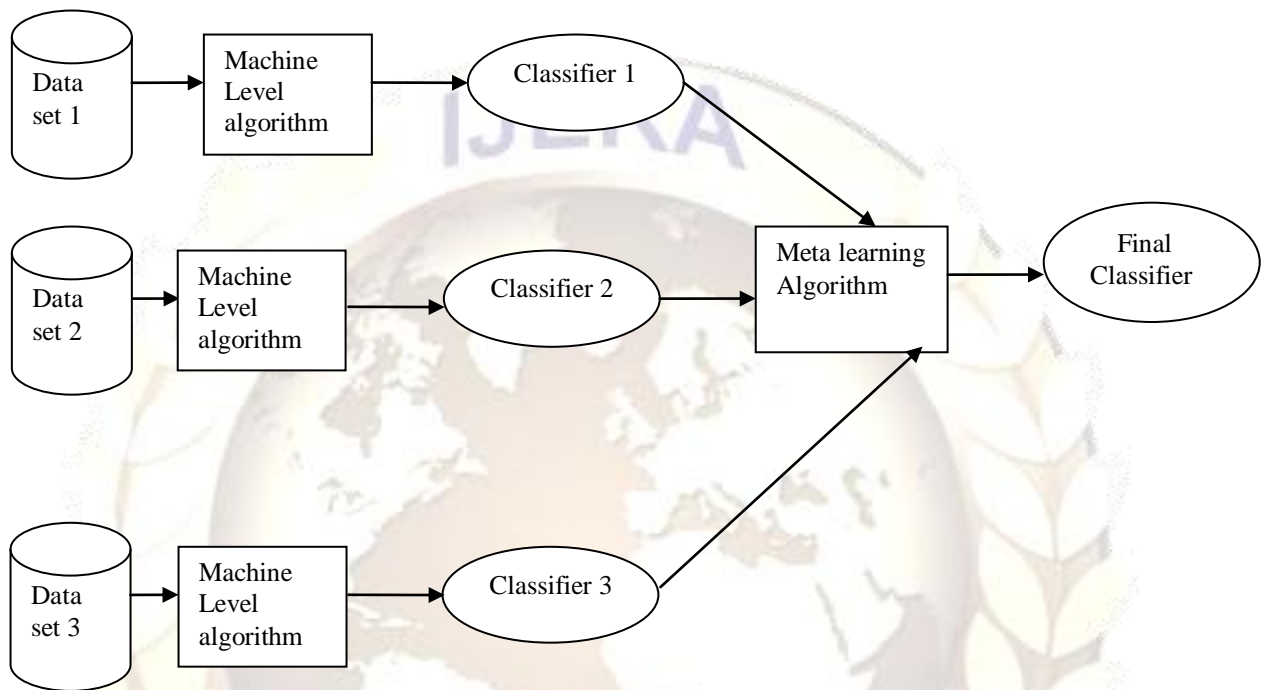 Data
set 1
Machine
Level
algorithm
Classifier 1
IJERA
Data
set 2
Machine
Level
algorithm
Classifier 2
Meta learning
Algorithm
Final
Classifier
Data
set 3
Machine
Level
algorithm
Classifier 3